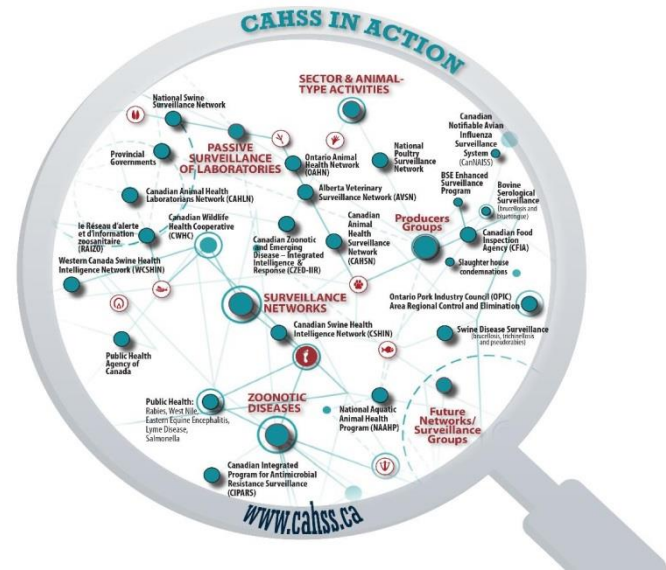 CAHSS IN ACTION
SECTOR & ANIMAL-
TYPE ACTIVITIES
National Swine
Surveillance Network
PASSIVE
SURVEILLANCE
OF LABORATORIES
Provincial
Governments
Ontario Animal
Health Network
(OAHN)
National
Poultry
Surveillance
Network
Canadian
Notifiable Avian
Influenza
Surveillance
System
(CanNAISS)
BSE Enhanced
Surveillance
Program
Bovine
Serological
Surveillance
(brucellosis and
bluetongue)
Canadian Animal Health
Laboratorians Network (CAHLN)
Alberta Veterinary
Surveillance Network (AVSN)
le Réseau d'alerte
et d'information
zoosanitaire
(RAIZO)
Canadian Wildlife
Health Cooperative
(CWHC)
Canadian Zoonotic
and Emerging
Disease – Integrated
Intelligence &
Response (CZED-IIR)
Canadian
Animal
Health
Surveillance
Network
(CAHSN)
Producers
Groups
Canadian Food
Inspection
Agency (CFIA)
Slaughter house
condemnations
Western Canada Swine Health
Intelligence Network (WCSHIN)
SURVEILLANCE
NETWORKS
Ontario Pork Industry Council (OPIC)
Area Regional Control and Elimination
Canadian Swine Health
Intelligence Network (CSHIN)
Swine Disease Surveillance
(brucellosis, trichinellosis
and pseudorabies)
Public Health
Agency of
Canada
Public Health:
Rabies, West Nile,
Eastern Equine Encephalitis,
Lyme Disease,
Salmonella
ZOONOTIC
DISEASES
National Aquatic
Animal Health
Program (NAAHP)
Future
Networks/
Surveillance
Groups
Canadian Integrated
Program for Antimicrobial
Resistance Surveillance
(CIPARS)
www.cahss.ca